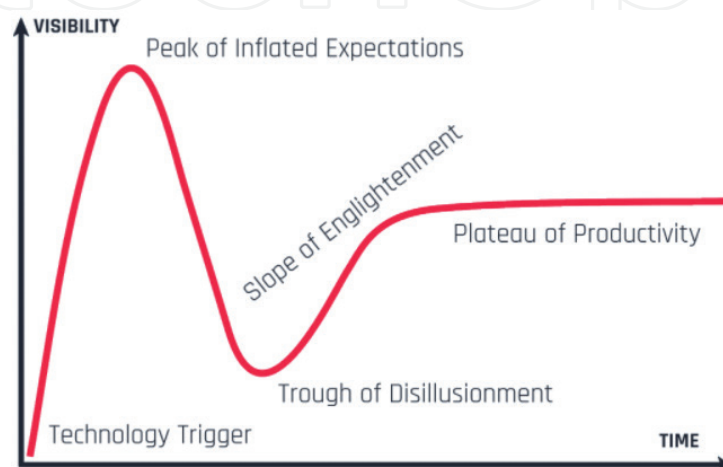 VISIBILITY
Peak of Inflated Expectations
Slope of Englightenment
Plateau of Productivity
Trough of Disillusionment
Technology Trigger
TIME